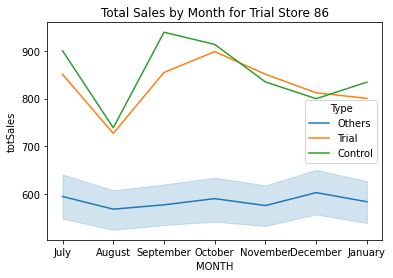 Total Sales by Month for Trial Store 86
totSales
900
800
700
600
Type
Others
Trial
Control
July August September October November December January
MONTH